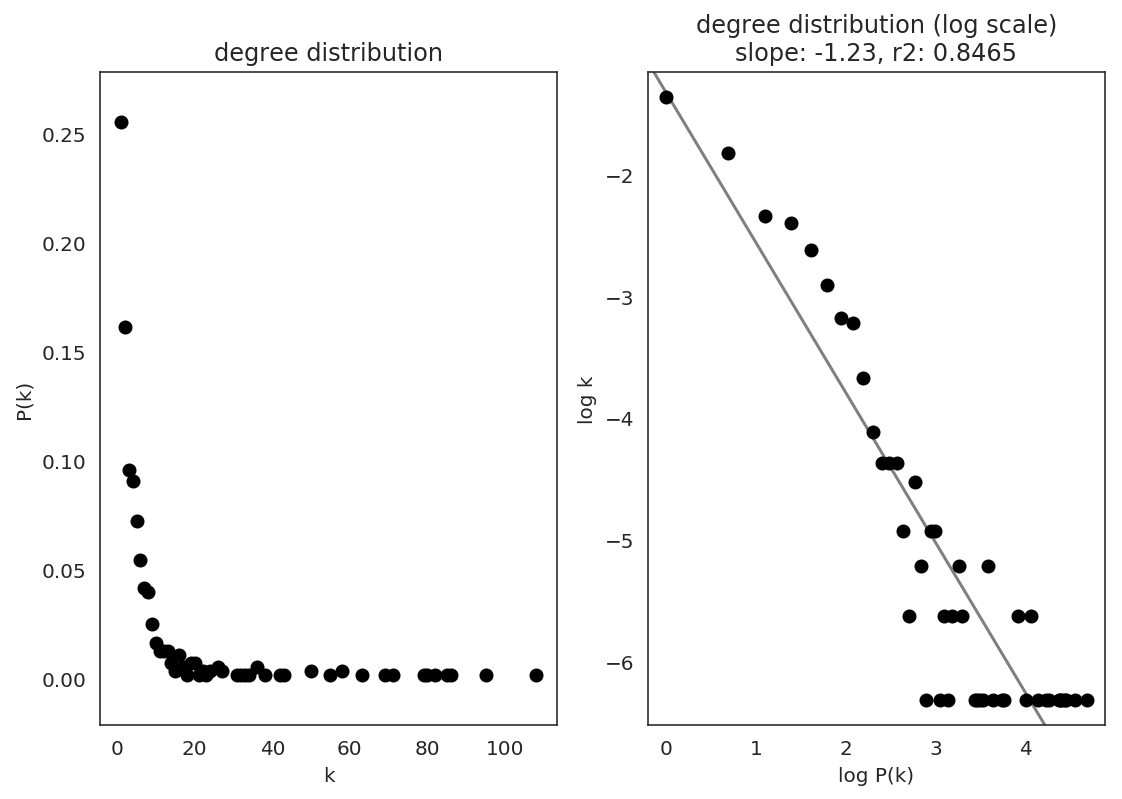 degree distribution
P(k)
0.25
0.20
0.15
0.10
0.05
0.00
0 20 40 60 80 100
k
degree distribution (log scale)
slope: -1.23, r2: 0.8465
log k
−2
−3
−4
−5
−6
0 1 2 3 4
log P(k)